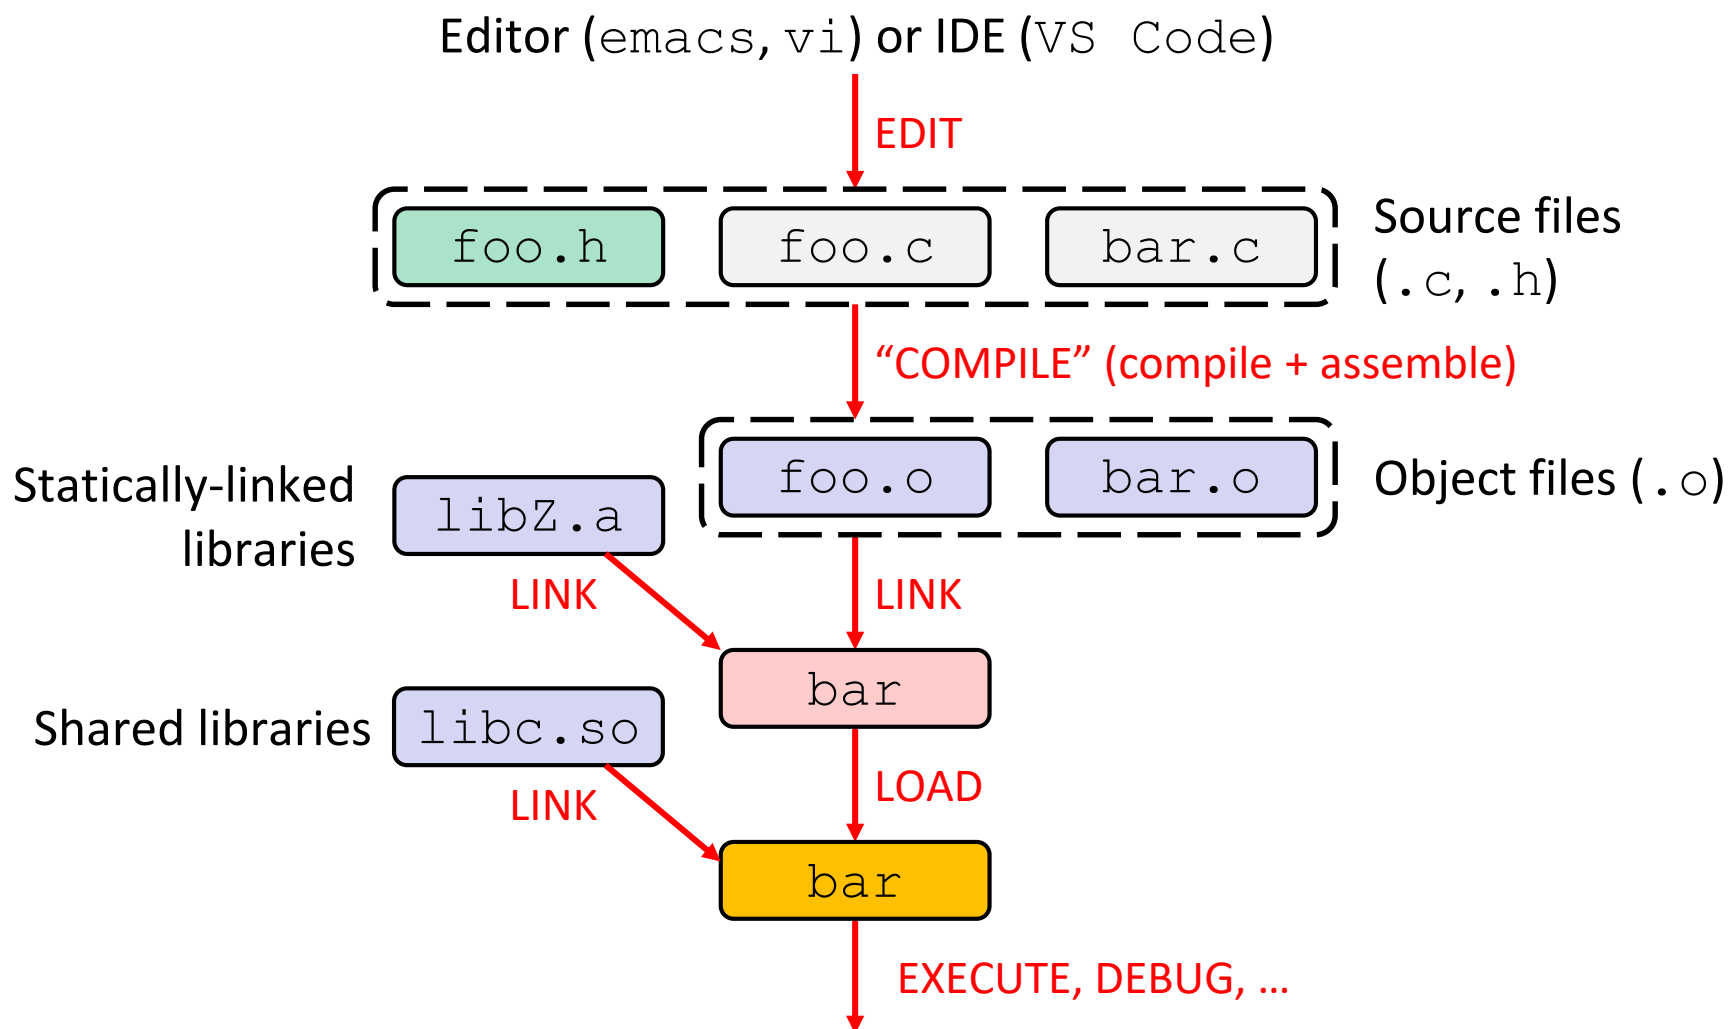 Editor (emacs, vi) or IDE (VS Code)
EDIT
foo.h
foo.c
bar.c
Source files
(.c, .h)
“COMPILE” (compile + assemble)
foo.o
bar.o
Object files (.o)
Statically-linked
libraries
libZ.a
LINK
LINK
bar
Shared libraries
libc.so
LINK
LOAD
bar
EXECUTE, DEBUG, …